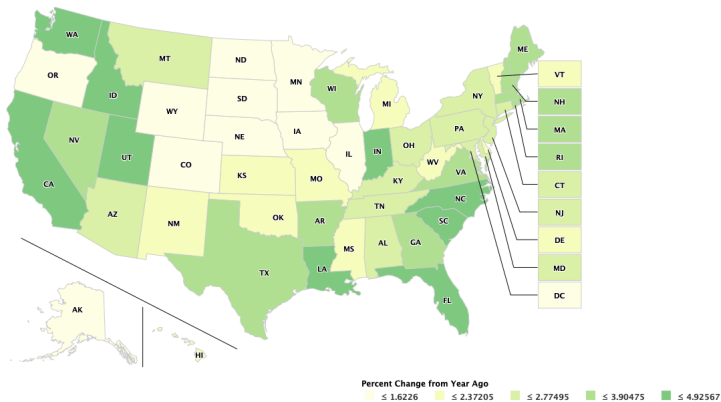 WA
ME
MT
ND
VT
OR
MN
ID
WI
SD
NY
NH
MI
WY
MA
IA
PA
NE
NV
RI
OH
IL
IN
UT
CO
WV
CT
CA
VA
KS
MO
KY
NJ
NC
TN
AZ
OK
NM
AR
SC
DE
MS
AL
GA
MD
LA
TX
DC
FL
AK
HI
Percent Change from Year Ago
≤ 1.6226 ≤ 2.37205 ≤ 2.77495 ≤ 3.90475 ≤ 4.92567